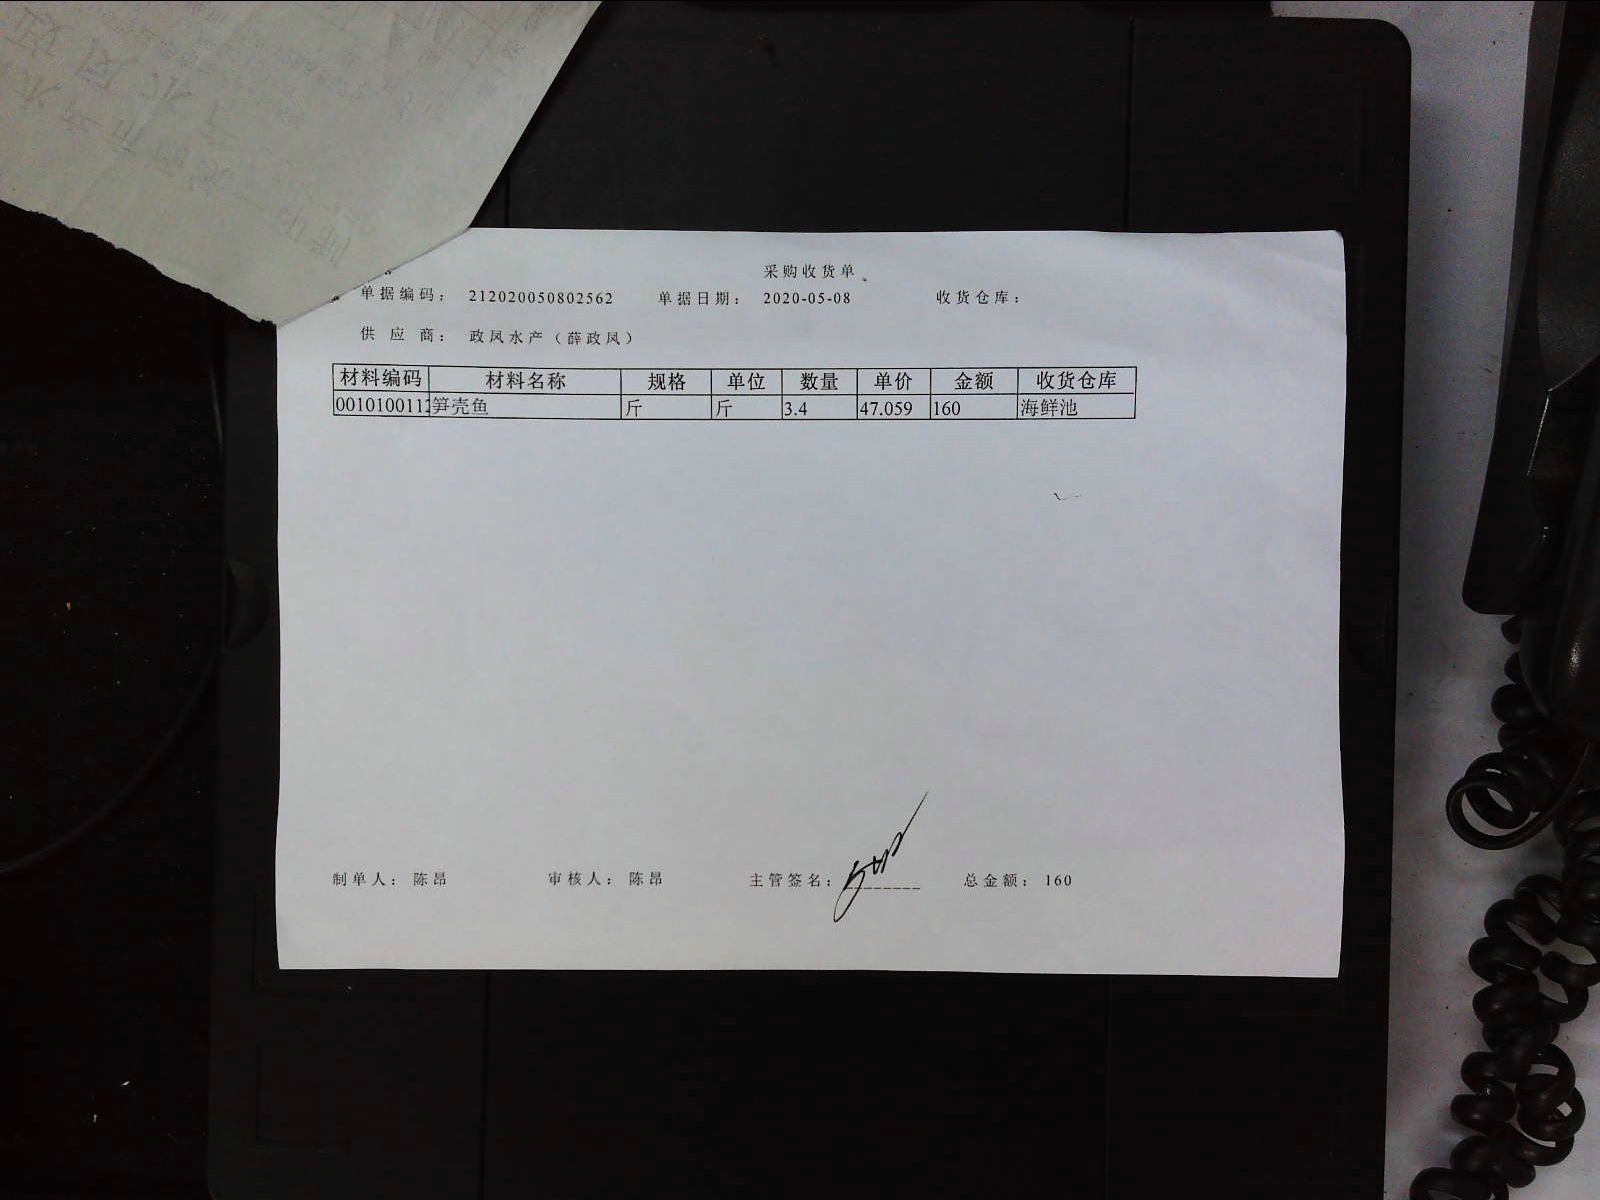 采购收货单
单据编码: 212020050802562 单据日期: 2020-05-08 收货仓库:
供应商: 政凤水产(薛政凤)
材料编码 材料名称 规格 单位 数量 单价 金额 收货仓库
0010100112 笋壳鱼 斤 斤 3.4 47.059 160 海鲜池
制单人: 陈昂 审核人: 陈昂 主管签名: 总金额: 160